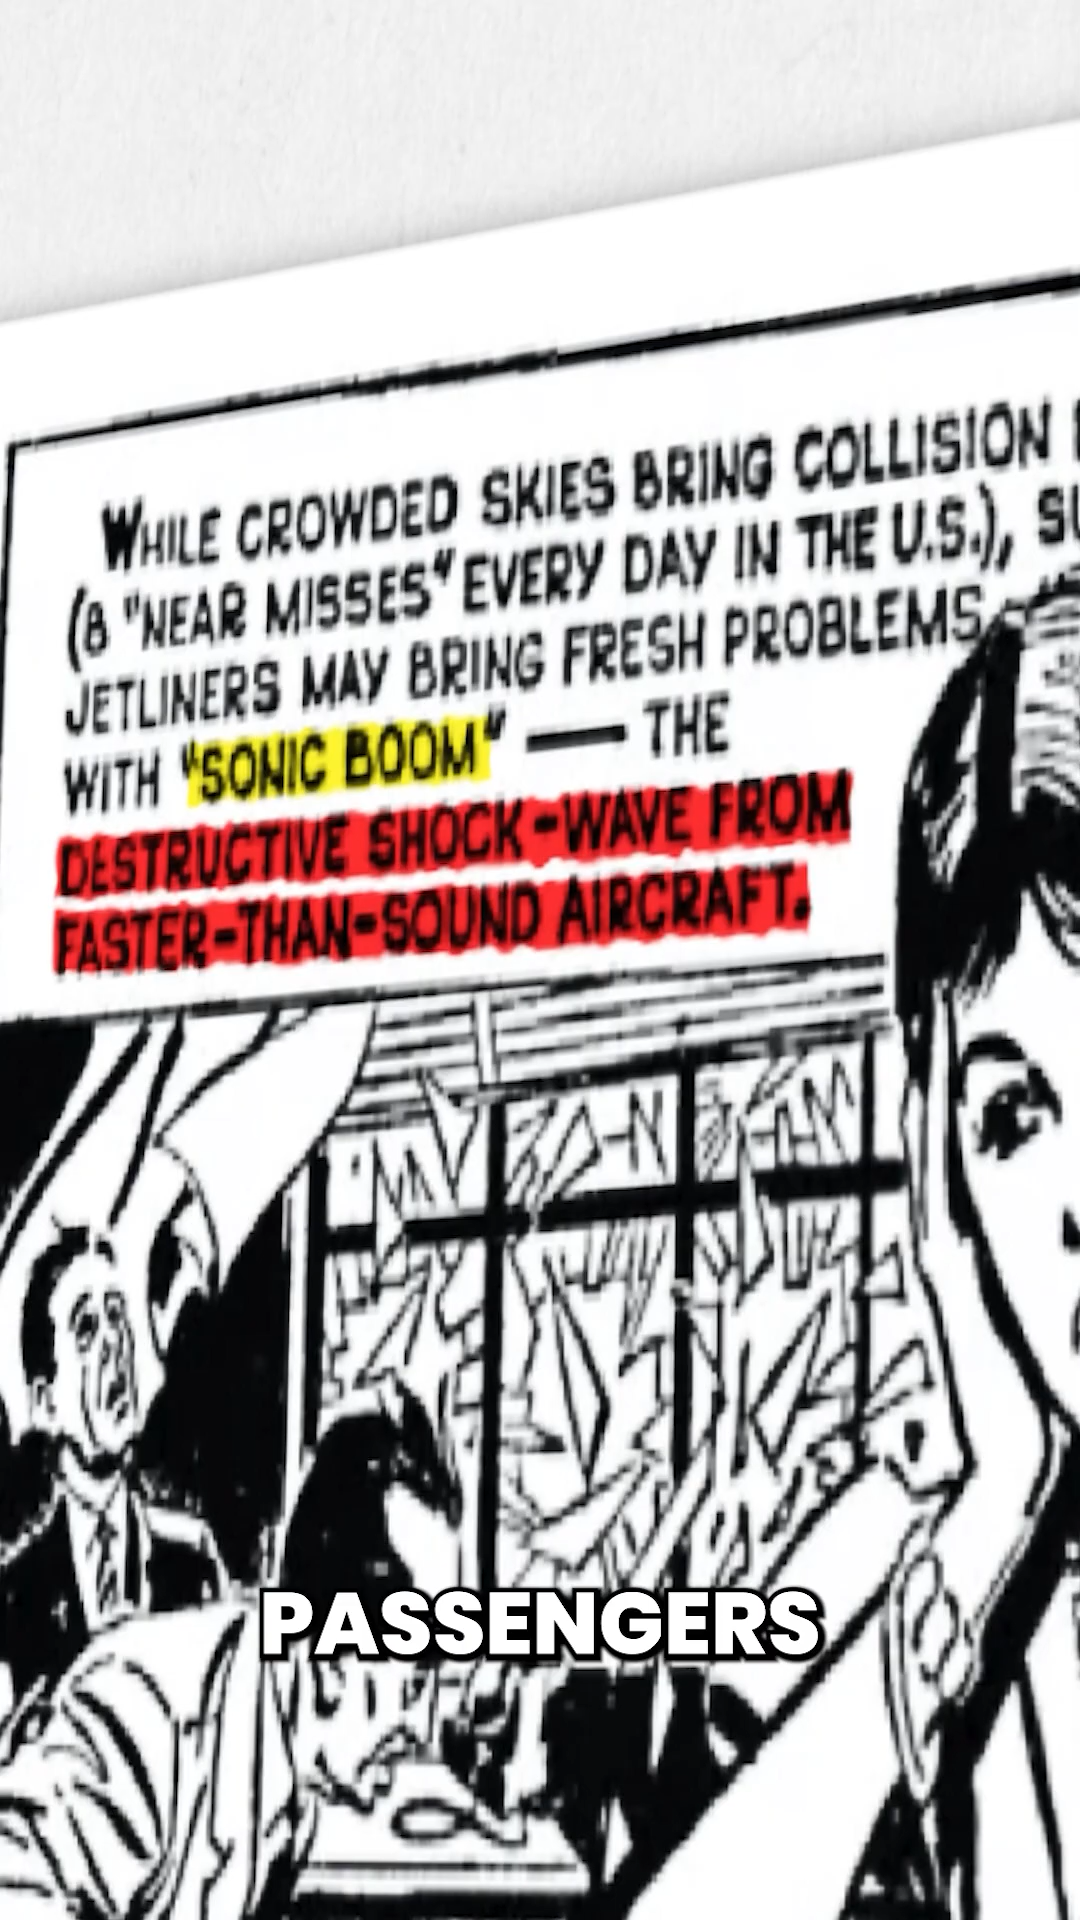 WHILE CROWDED SKIES BRING COLLISION
(8 "NEAR MISSES" EVERY DAY IN THE U.S.), SU
JETLINERS MAY BRING FRESH PROBLEMS
WITH "SONIC BOOM" — THE
DESTRUCTIVE SHOCK-WAVE FROM
FASTER-THAN-SOUND AIRCRAFT.
PASSENGERS